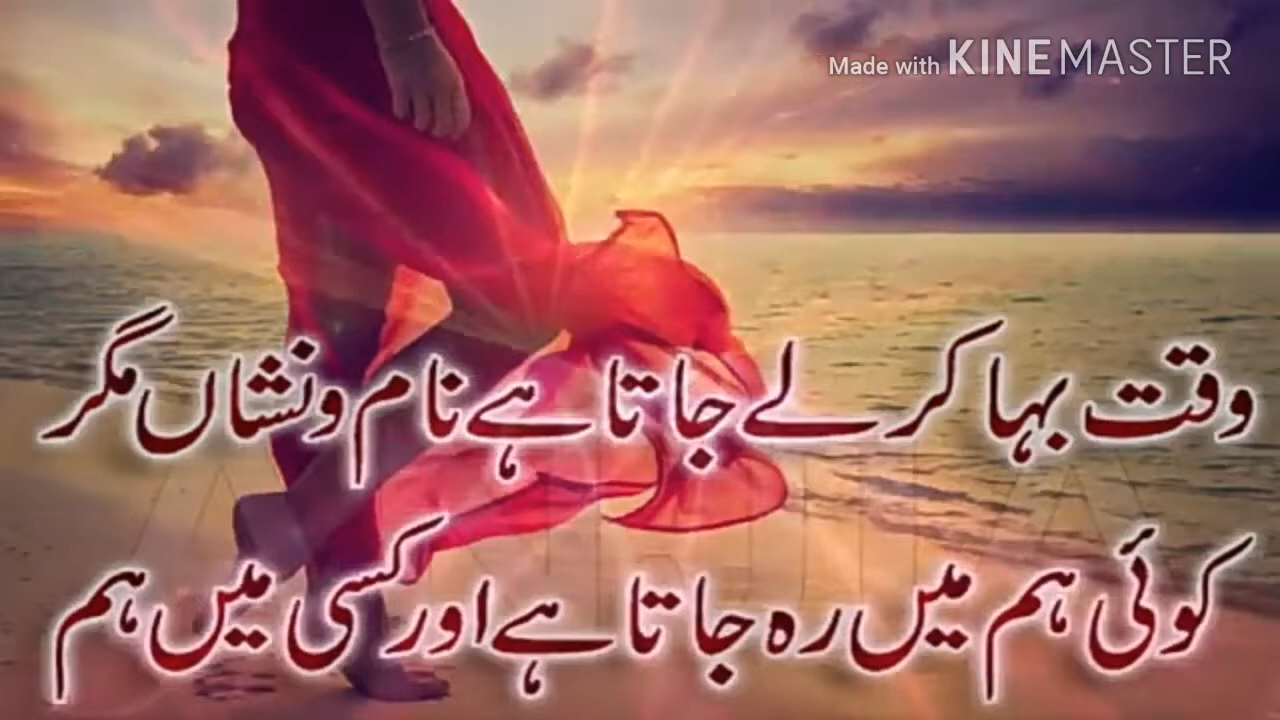 Made with KINEMASTER
وقت بہا کر لے جاتا ہے نام و نشاں مگر
کوئی ہم میں رہ جاتا ہے اور کسی میں ہم